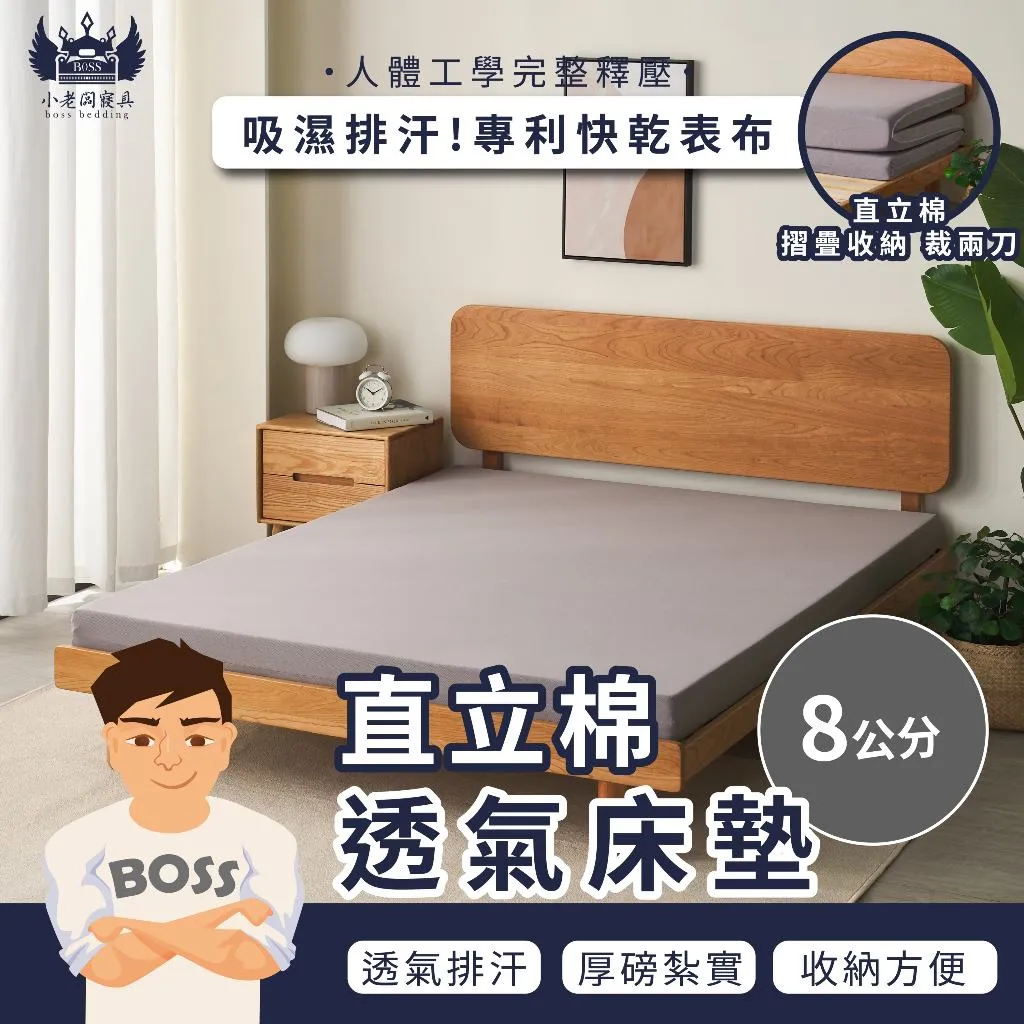 BOSS
小老闆寢具
boss bedding
·人體工學完整釋壓·
吸濕排汗!專利快乾表布
直立棉
摺疊收納 裁兩刀
直立棉
透氣床墊
8公分
BOSS
透氣排汗
厚磅紮實
收納方便